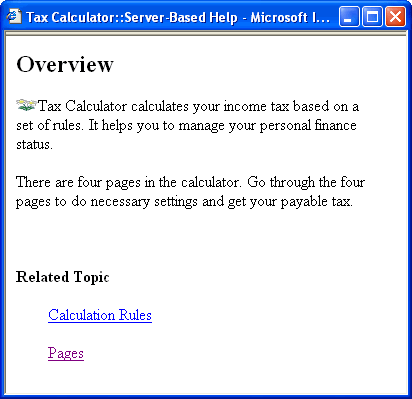 Tax Calculator::Server-Based Help - Microsoft I...
Overview
Tax Calculator calculates your income tax based on a
set of rules. It helps you to manage your personal finance
status.
There are four pages in the calculator. Go through the four
pages to do necessary settings and get your payable tax.
Related Topic
Calculation Rules
Pages